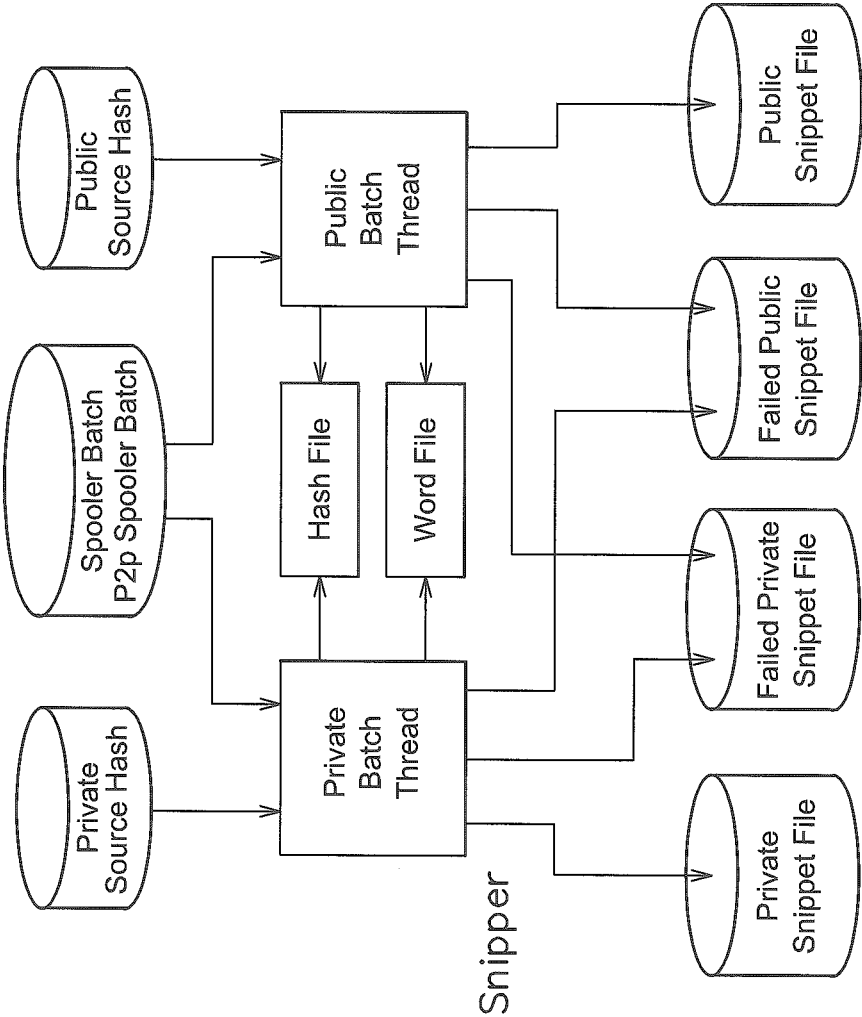 Private
Source Hash
Spooler Batch
P2p Spooler Batch
Public
Source Hash
Private
Batch
Thread
Hash File
Word File
Public
Batch
Thread
Snipper
Private
Snippet File
Failed Private
Snippet File
Failed Public
Snippet File
Public
Snippet File